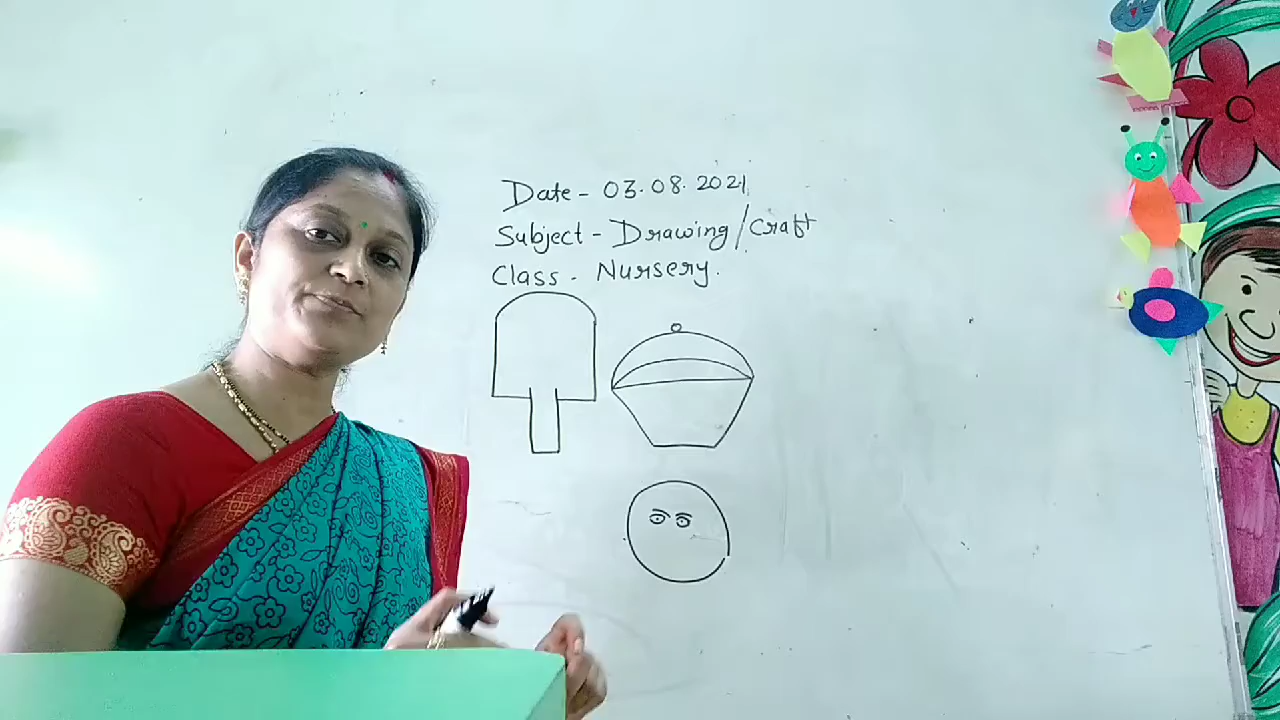 Date - 03.08.2021
Subject - Drawing/Craft
Class - Nursery.